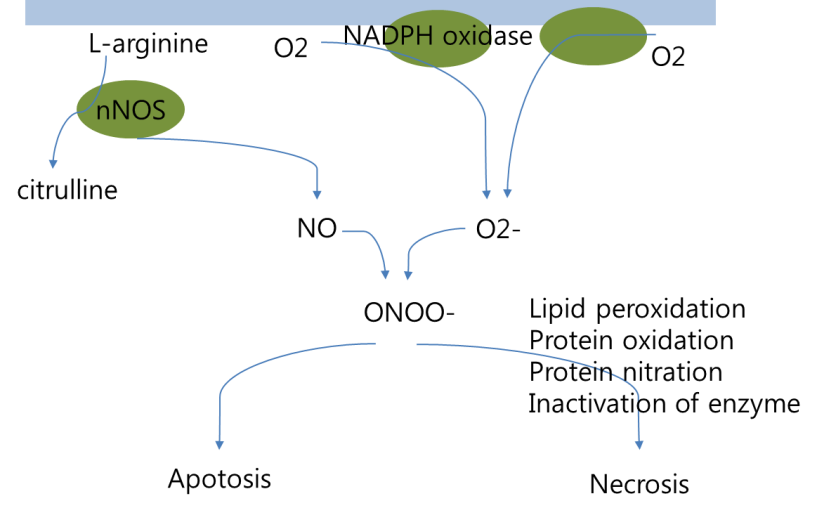 L-arginine
O2
NADPH oxidase
O2
nNOS
citrulline
NO
O2-
ONOO-
Lipid peroxidation
Protein oxidation
Protein nitration
Inactivation of enzyme
Apotosis
Necrosis